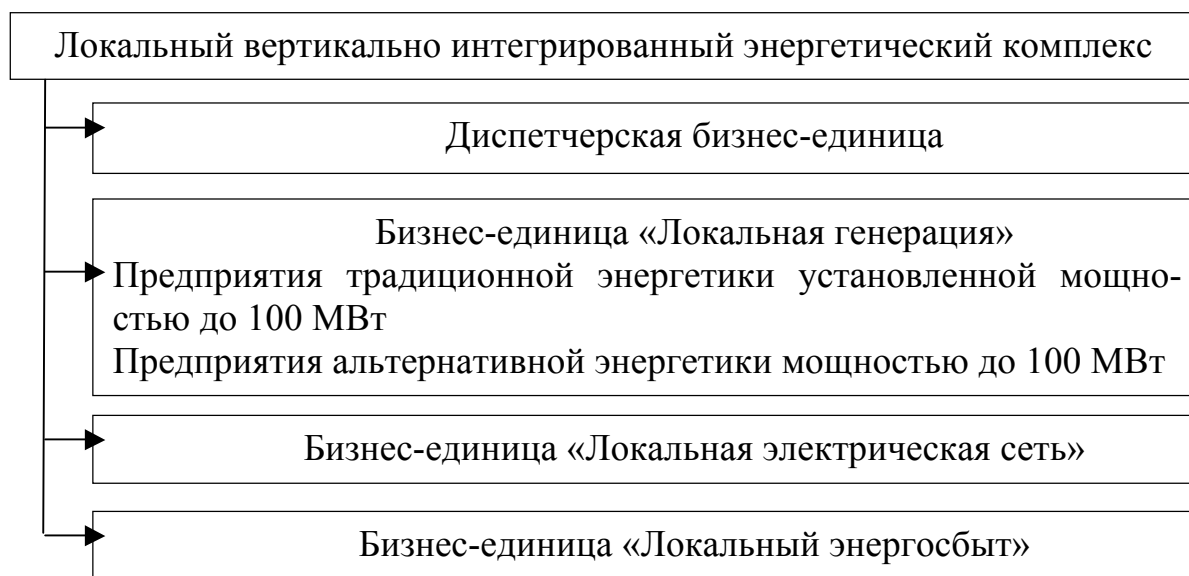 Локальный вертикально интегрированный энергетический комплекс
Диспетчерская бизнес-единица
Бизнес-единица «Локальная генерация»
Предприятия традиционной энергетики установленной мощно-
стью до 100 МВт
Предприятия альтернативной энергетики мощностью до 100 МВт
Бизнес-единица «Локальная электрическая сеть»
Бизнес-единица «Локальный энергосбыт»